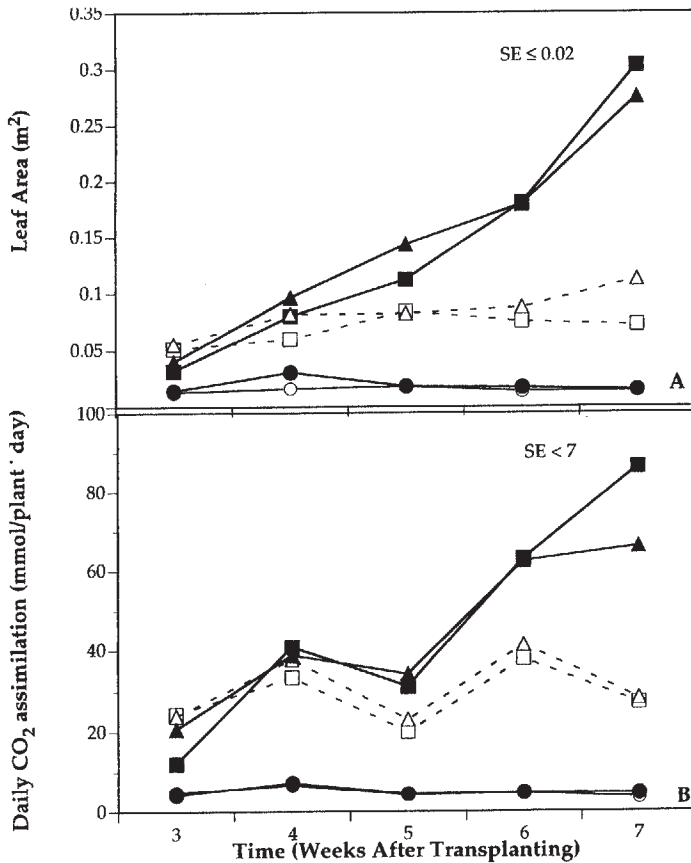 0.35
SE ≤ 0.02
0.3
0.25
0.2
0.15
0.1
0.05
Leaf Area (m²)
A
100
SE < 7
80
60
40
20
0
Daily CO₂ assimilation (mmol/plant · day)
B
3 4 5 6 7
Time (Weeks After Transplanting)